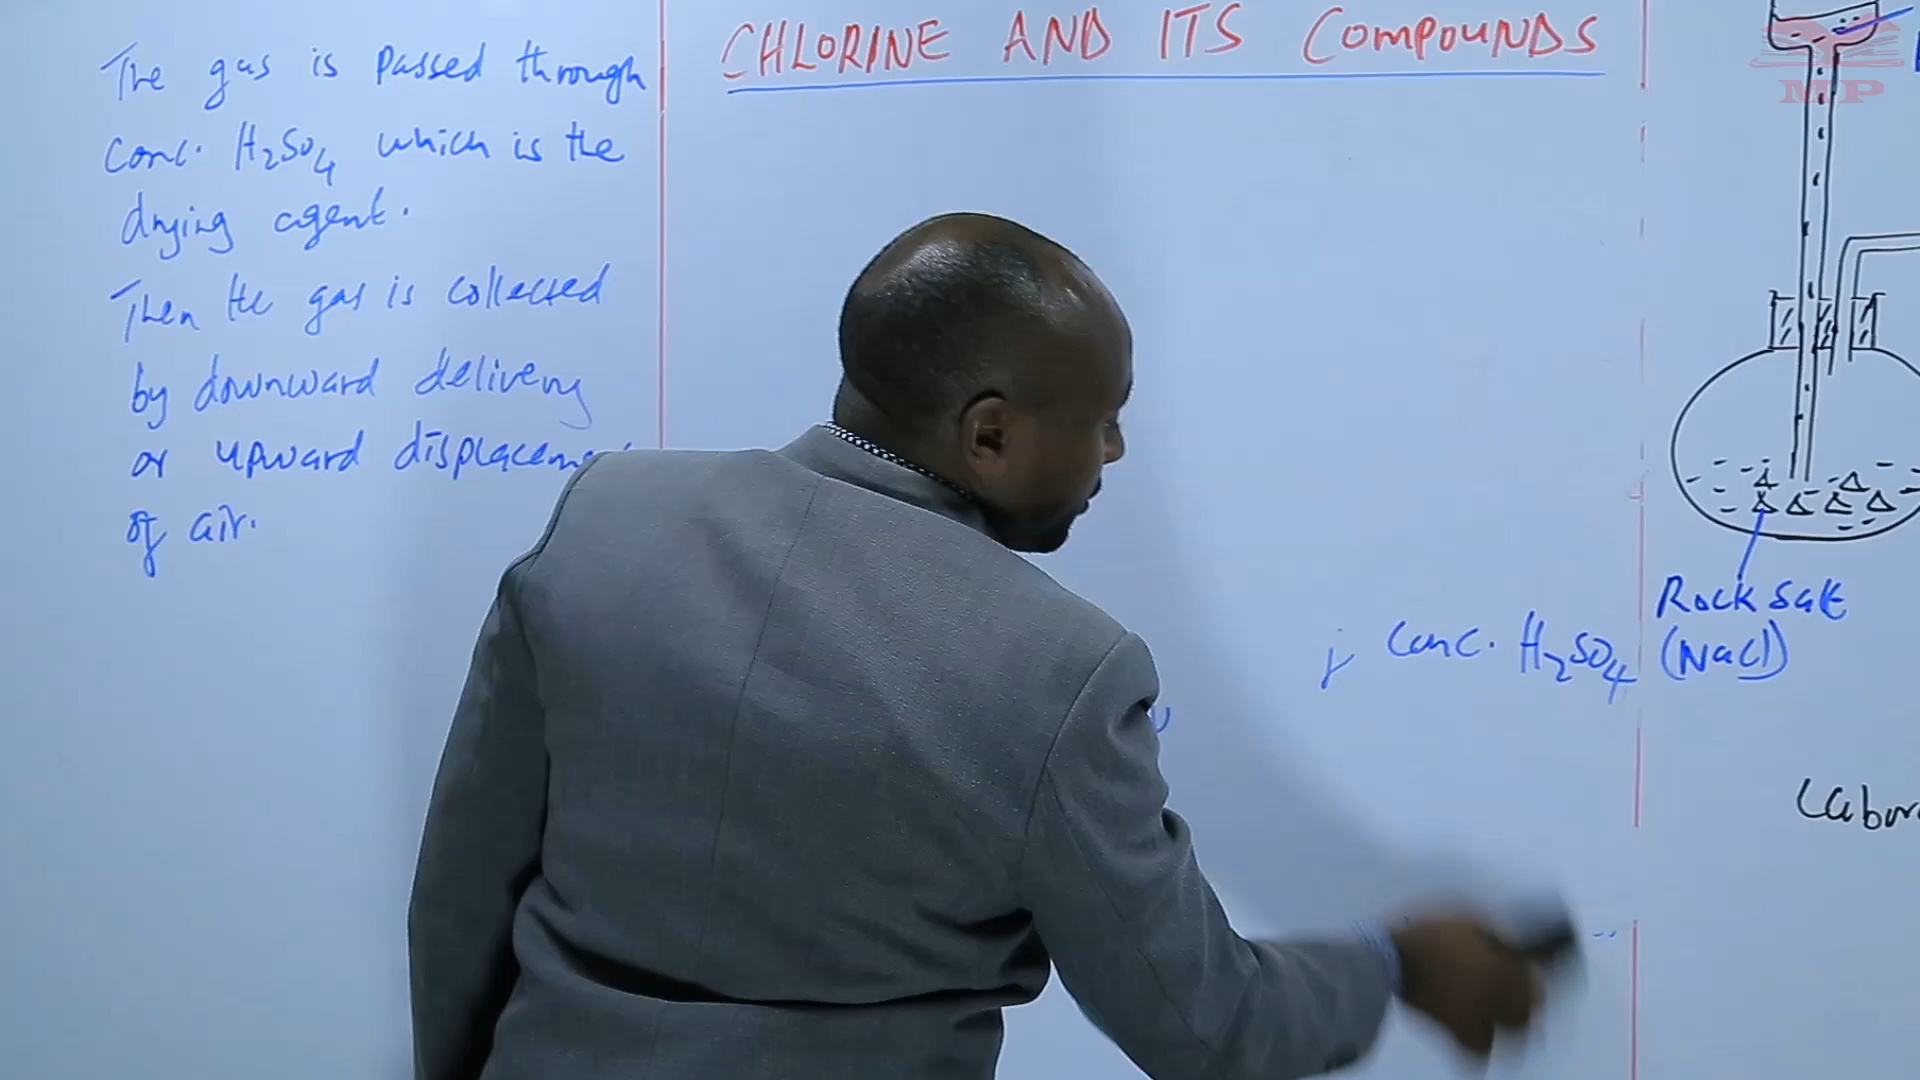 The gas is passed through
conc. H2SO4 which is the
drying agent.
Then the gas is collected
by downward delivery
or upward displacement
of air.
CHLORINE AND ITS COMPOUNDS
conc. H2SO4
MP
Rock salt
(NaCl)